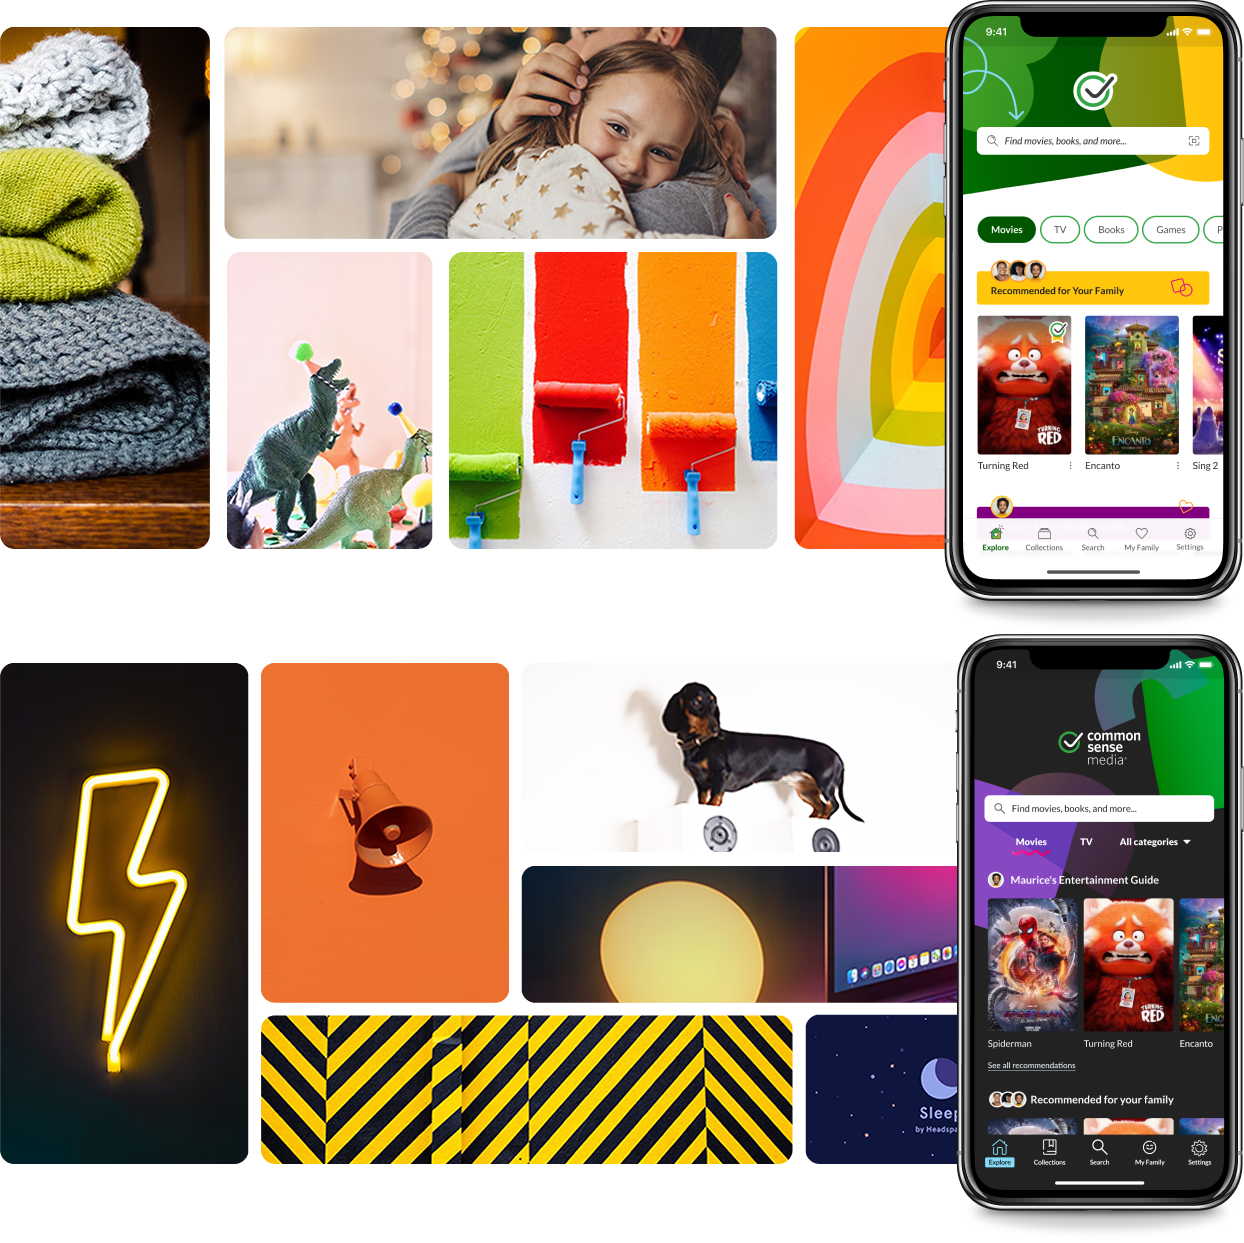 9:41
Find movies, books, and more...
Movies
TV
Books
Games
P
Recommended for Your Family
TURNING
RED
Disney
ENCANTO
S
Turning Red
Encanto
Sing 2
Explore
Collections
Search
My Family
Settings
9:41
common
sense
media
Find movies, books, and more...
Movies
TV
All categories
Maurice's Entertainment Guide
SPIDER-MAN
TURNING
RED
Spiderman
Turning Red
Encanto
See all recommendations
Recommended for your family
Explore
Collections
Search
My Family
Settings
Sleep
by Headspa